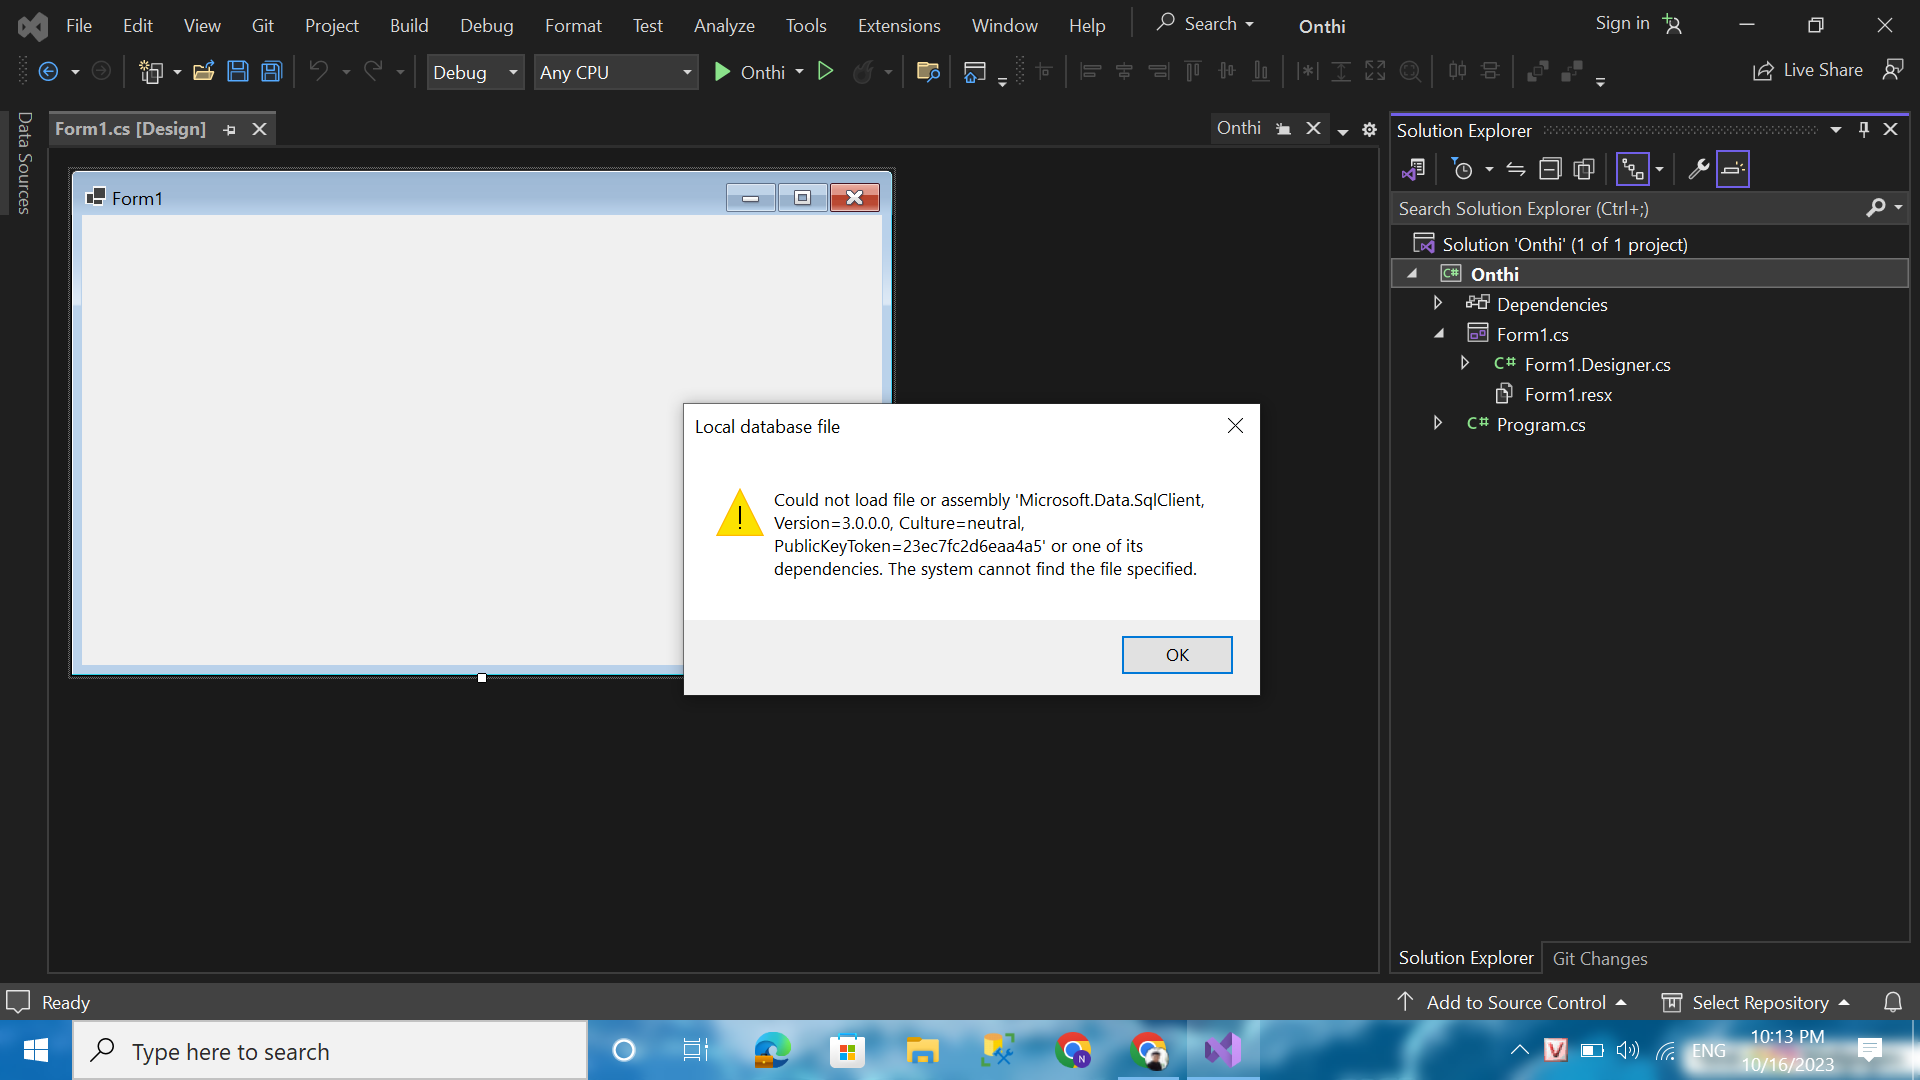 File Edit View Git Project Build Debug Format Test Analyze Tools Extensions Window Help Search Onthi Sign in
Debug Any CPU Onthi Live Share
Data Sources
Form1.cs [Design] Onthi
Form1
Local database file
Could not load file or assembly 'Microsoft.Data.SqlClient,
Version=3.0.0.0, Culture=neutral,
PublicKeyToken=23ec7fc2d6eaa4a5' or one of its
dependencies. The system cannot find the file specified.
OK
Solution Explorer
Search Solution Explorer (Ctrl+;)
Solution 'Onthi' (1 of 1 project)
C# Onthi
Dependencies
Form1.cs
C# Form1.Designer.cs
Form1.resx
C# Program.cs
Solution Explorer Git Changes
Ready Add to Source Control Select Repository
Type here to search
N
V
ENG
10:13 PM
10/16/2023